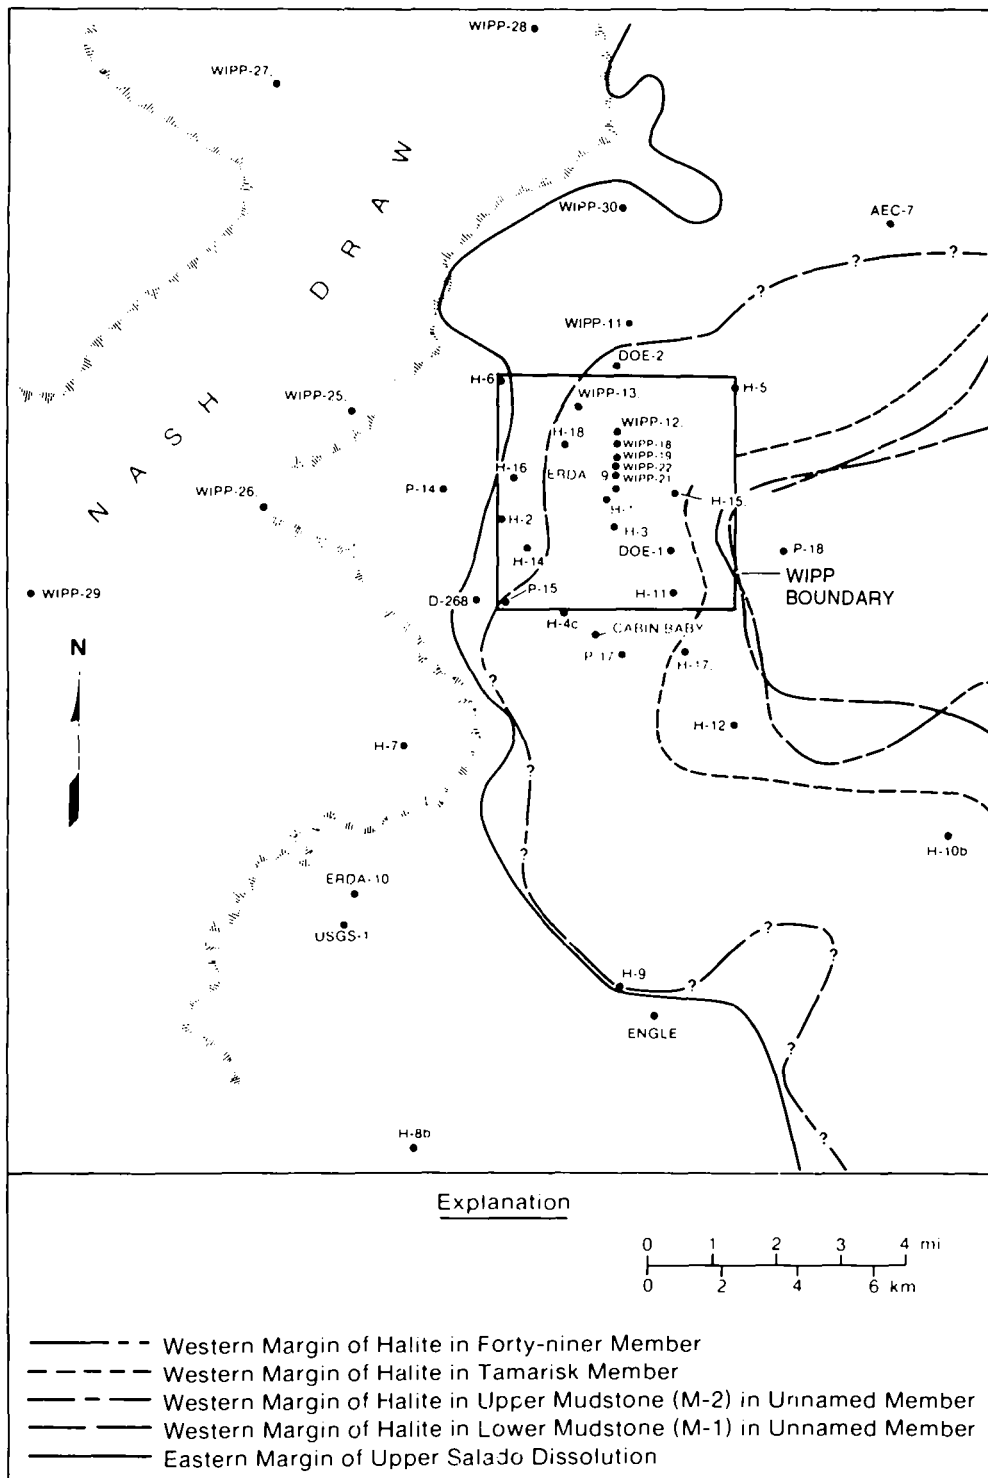 WIPP-28
WIPP-27.
NASH DRAW
WIPP-30
AEC-7
?
?
?
WIPP-11
DOE-2
H-6
H-5
WIPP-13.
WIPP-25.
WIPP-12.
H-18
WIPP-18
WIPP-19
H-16
ERDA 9
WIPP-22
WIPP-21
P-14
WIPP-26.
H-15.
H-1
H-2
H-3
H-14
DOE-1
P-18
WIPP
BOUNDARY
WIPP-29
D-268
P-15
H-11
H-4c
CABIN BABY
N
P-17
H-17.
?
H-12
H-7
?
?
H-10b
ERDA-10
USGS-1
?
?
H-9
?
ENGLE
?
?
H-8b
Explanation
0 1 2 3 4 mi
0 2 4 6 km
Western Margin of Halite in Forty-niner Member
Western Margin of Halite in Tamarisk Member
Western Margin of Halite in Upper Mudstone (M-2) in Unnamed Member
Western Margin of Halite in Lower Mudstone (M-1) in Unnamed Member
Eastern Margin of Upper Salado Dissolution